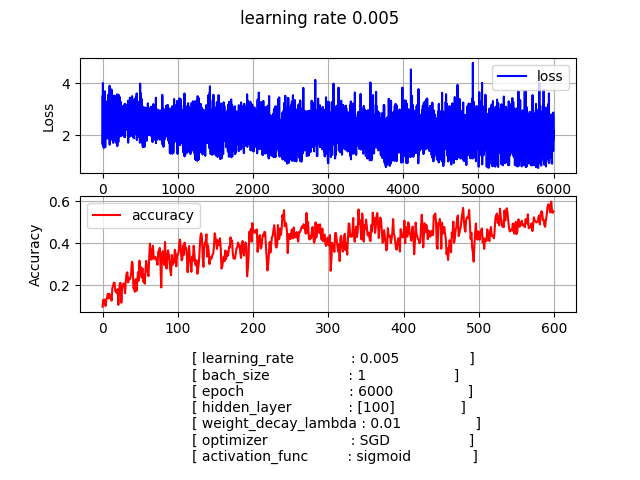 learning rate 0.005
4
2
Loss
loss
0 1000 2000 3000 4000 5000 6000
0.6
0.4
0.2
Accuracy
accuracy
0 100 200 300 400 500 600
[ learning_rate : 0.005 ]
[ bach_size : 1 ]
[ epoch : 6000 ]
[ hidden_layer : [100] ]
[ weight_decay_lambda : 0.01 ]
[ optimizer : SGD ]
[ activation_func : sigmoid ]